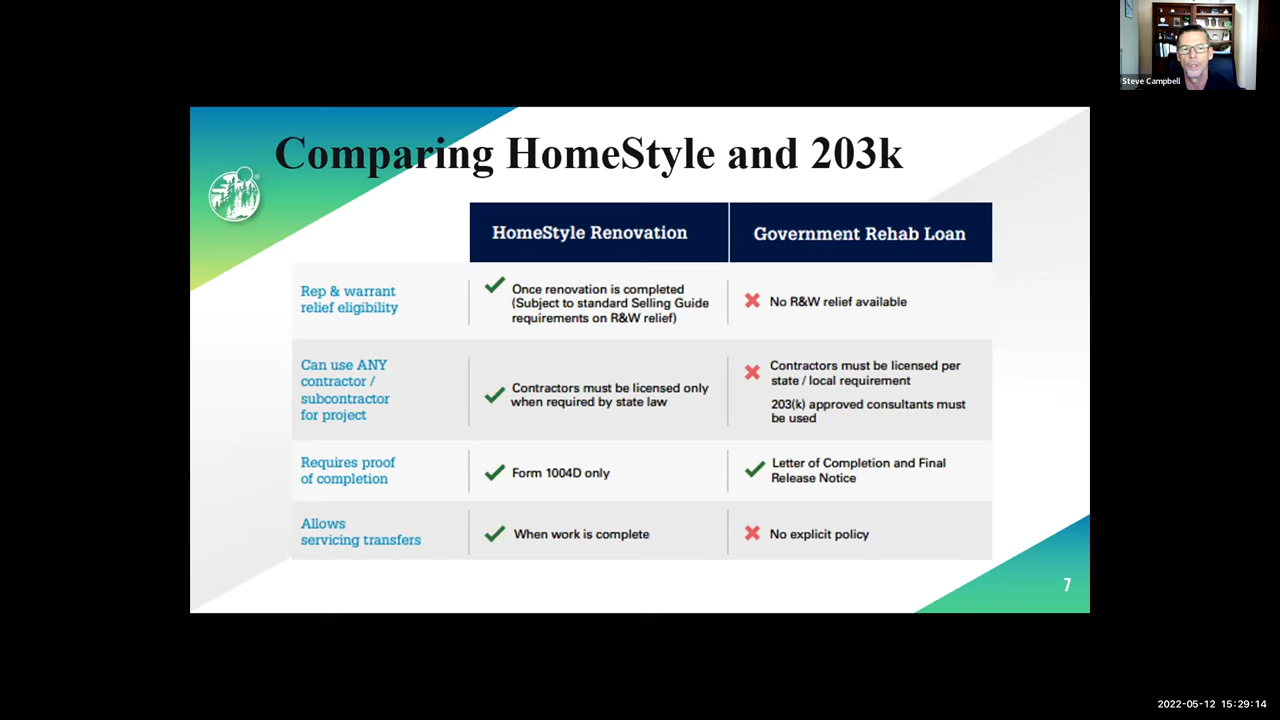 Steve Campbell
Comparing HomeStyle and 203k
HomeStyle Renovation
Government Rehab Loan
Rep & warrant
relief eligibility
Once renovation is completed
(Subject to standard Selling Guide
requirements on R&W relief)
No R&W relief available
Can use ANY
contractor /
subcontractor
for project
Contractors must be licensed only
when required by state law
Contractors must be licensed per
state / local requirement
203(k) approved consultants must
be used
Requires proof
of completion
Form 1004D only
Letter of Completion and Final
Release Notice
Allows
servicing transfers
When work is complete
No explicit policy
7
2022-05-12 15:29:14